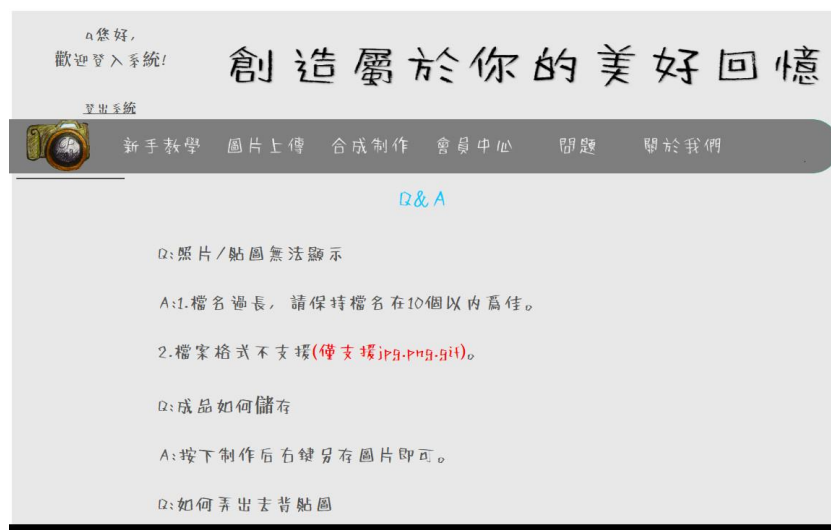 a您好,
歡迎登入系統!
登出系統
創造屬於你的美好回憶
新手教學 圖片上傳 合成制作 會員中心 問題 關於我們
Q&A
Q:照片/貼圖無法顯示
A:1.檔名過長, 請保持檔名在10個以內爲佳。
2.檔案格式不支援(僅支援jpg.png.gif)。
Q:成品如何儲存
A:按下制作后右鍵另存圖片即可。
Q:如何弄出去背貼圖